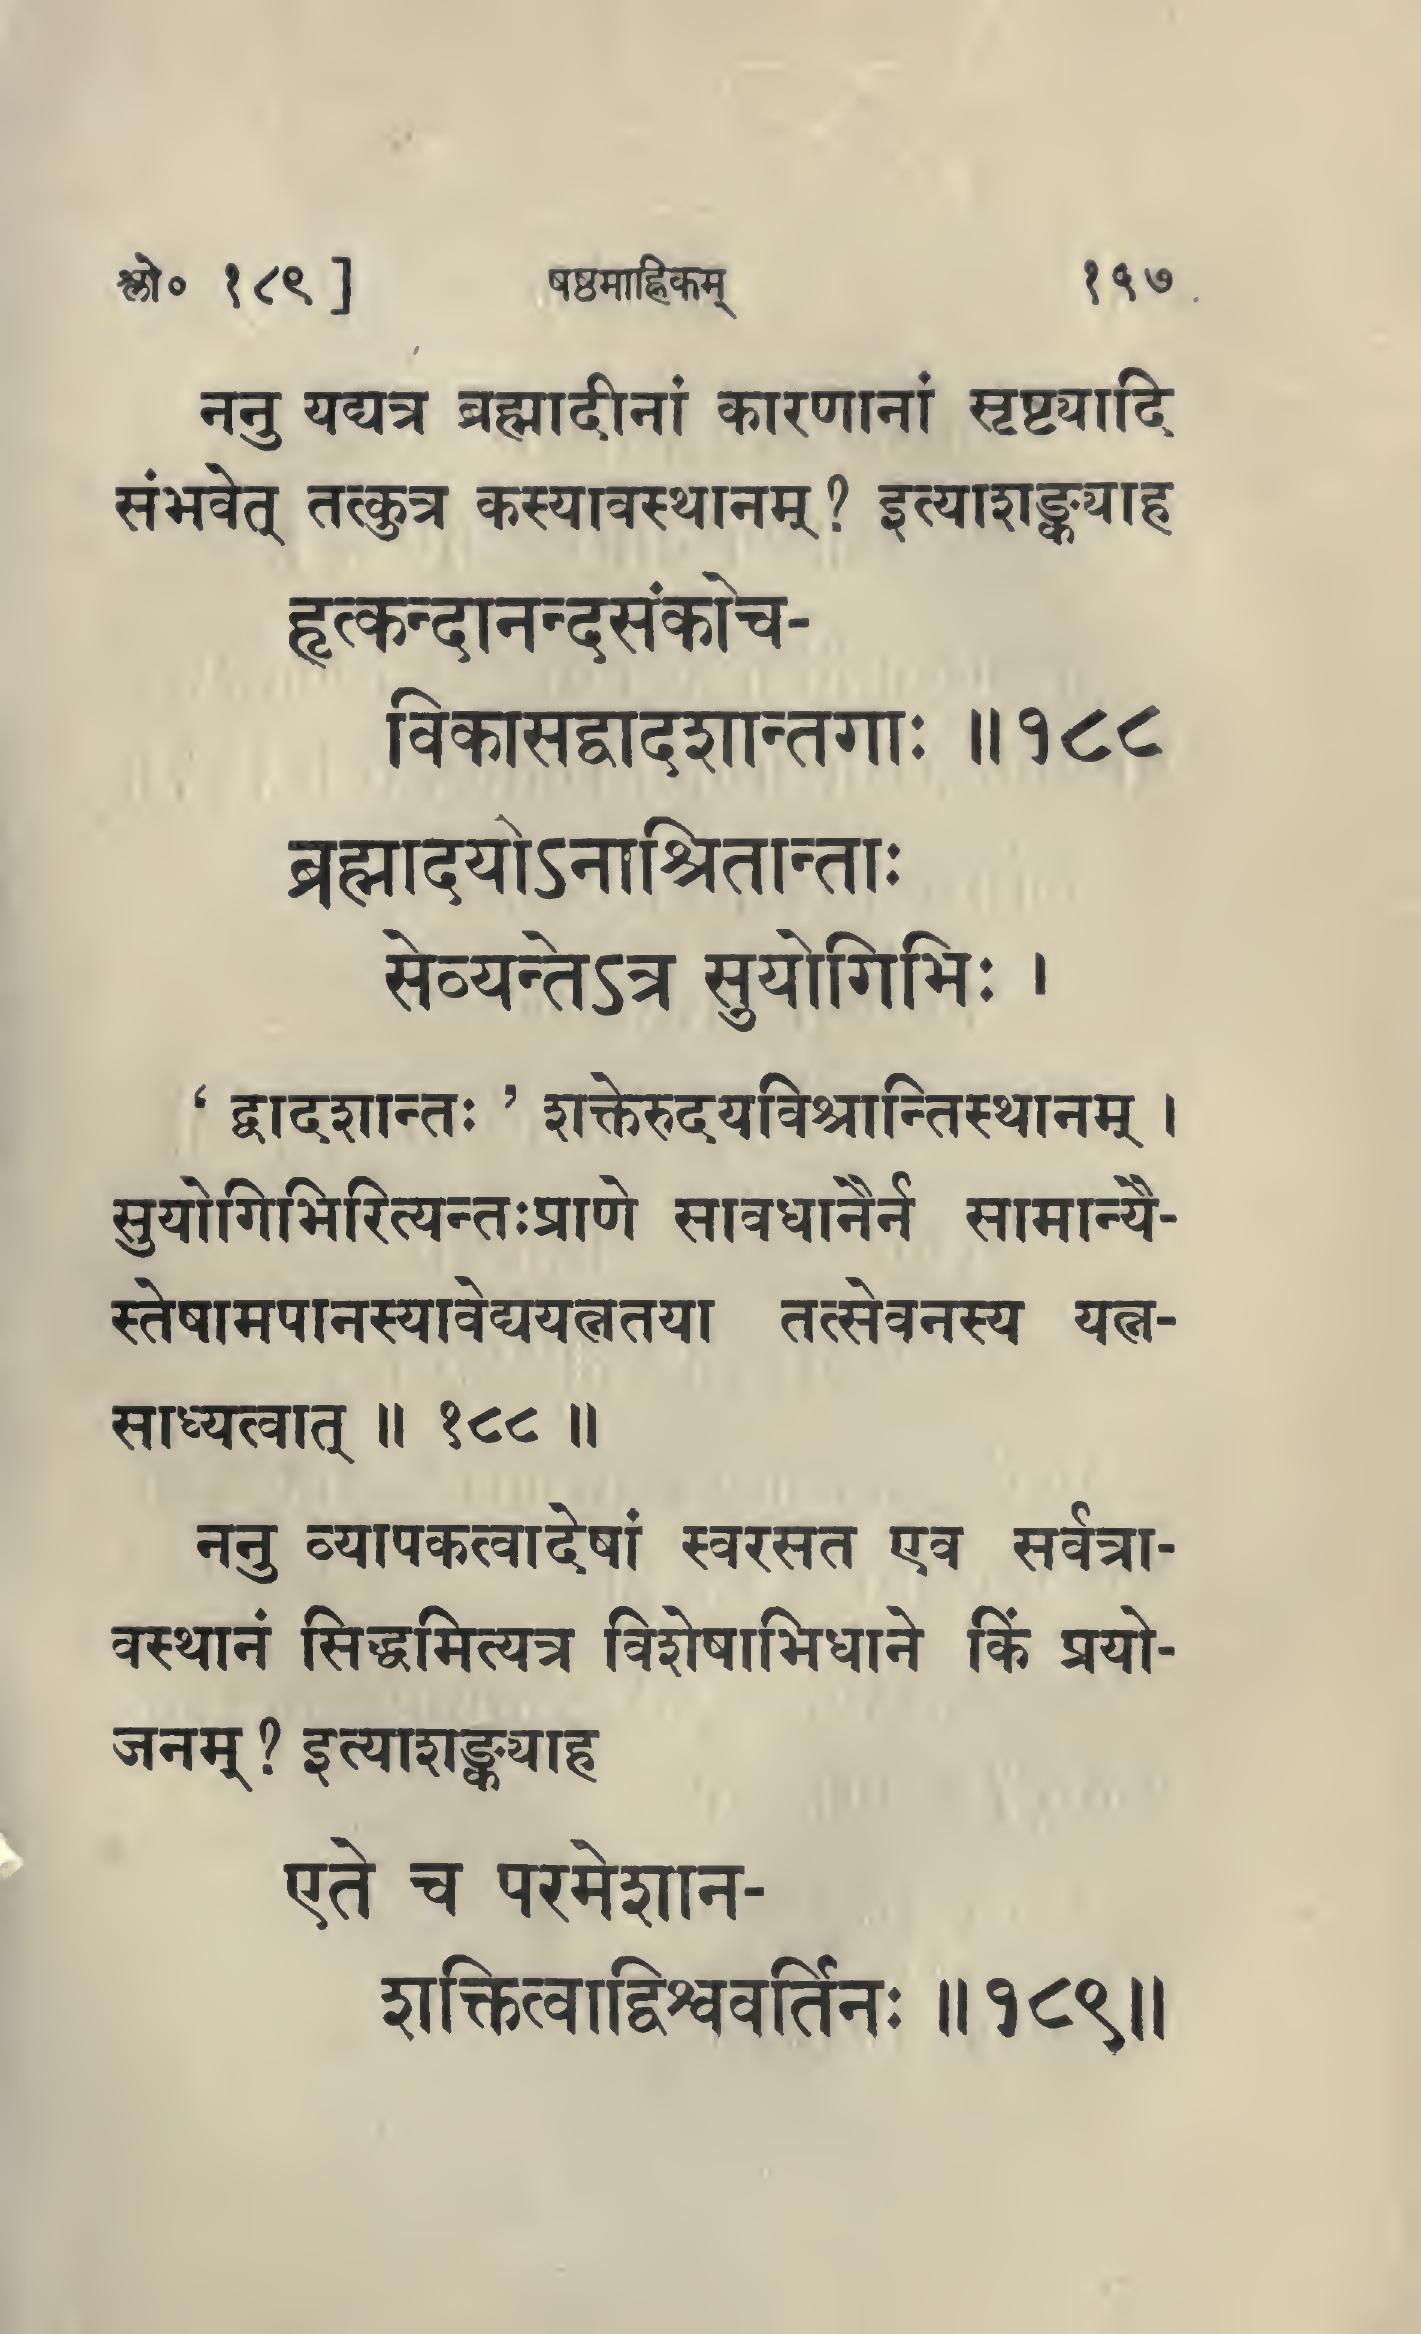 श्लो० १८९ ] षष्ठमाह्निकम् १५७
ननु यद्यत्र ब्रह्मादीनां कारणानां सृष्ट्यादि
संभवेत् तत्कुत्र कस्यावस्थानम् ? इत्याशङ्क्याह
हृत्कन्दानन्दसंकोच-
विकासद्वादशान्तगाः ॥१८८
ब्रह्मादयोऽनाश्रितान्ताः
सेव्यन्तेऽत्र सुयोगिभिः ।
‘ द्वादशान्तः ’ शक्तेरुदयविश्रान्तिस्थानम् ।
सुयोगिभिरित्यन्तःप्राणे सावधानैर्न सामान्यै-
स्तेषामपानस्यावेद्ययत्नतया तत्सेवनस्य यत्न-
साध्यत्वात् ॥ १८८ ॥
ननु व्यापकत्वादेषां स्वरसत एव सर्वत्रा-
वस्थानं सिद्धमित्यत्र विशेषाभिधाने किं प्रयो-
जनम् ? इत्याशङ्क्याह
एते च परमेशान-
शक्तित्वाद्विश्ववर्तिनः ॥१८९॥